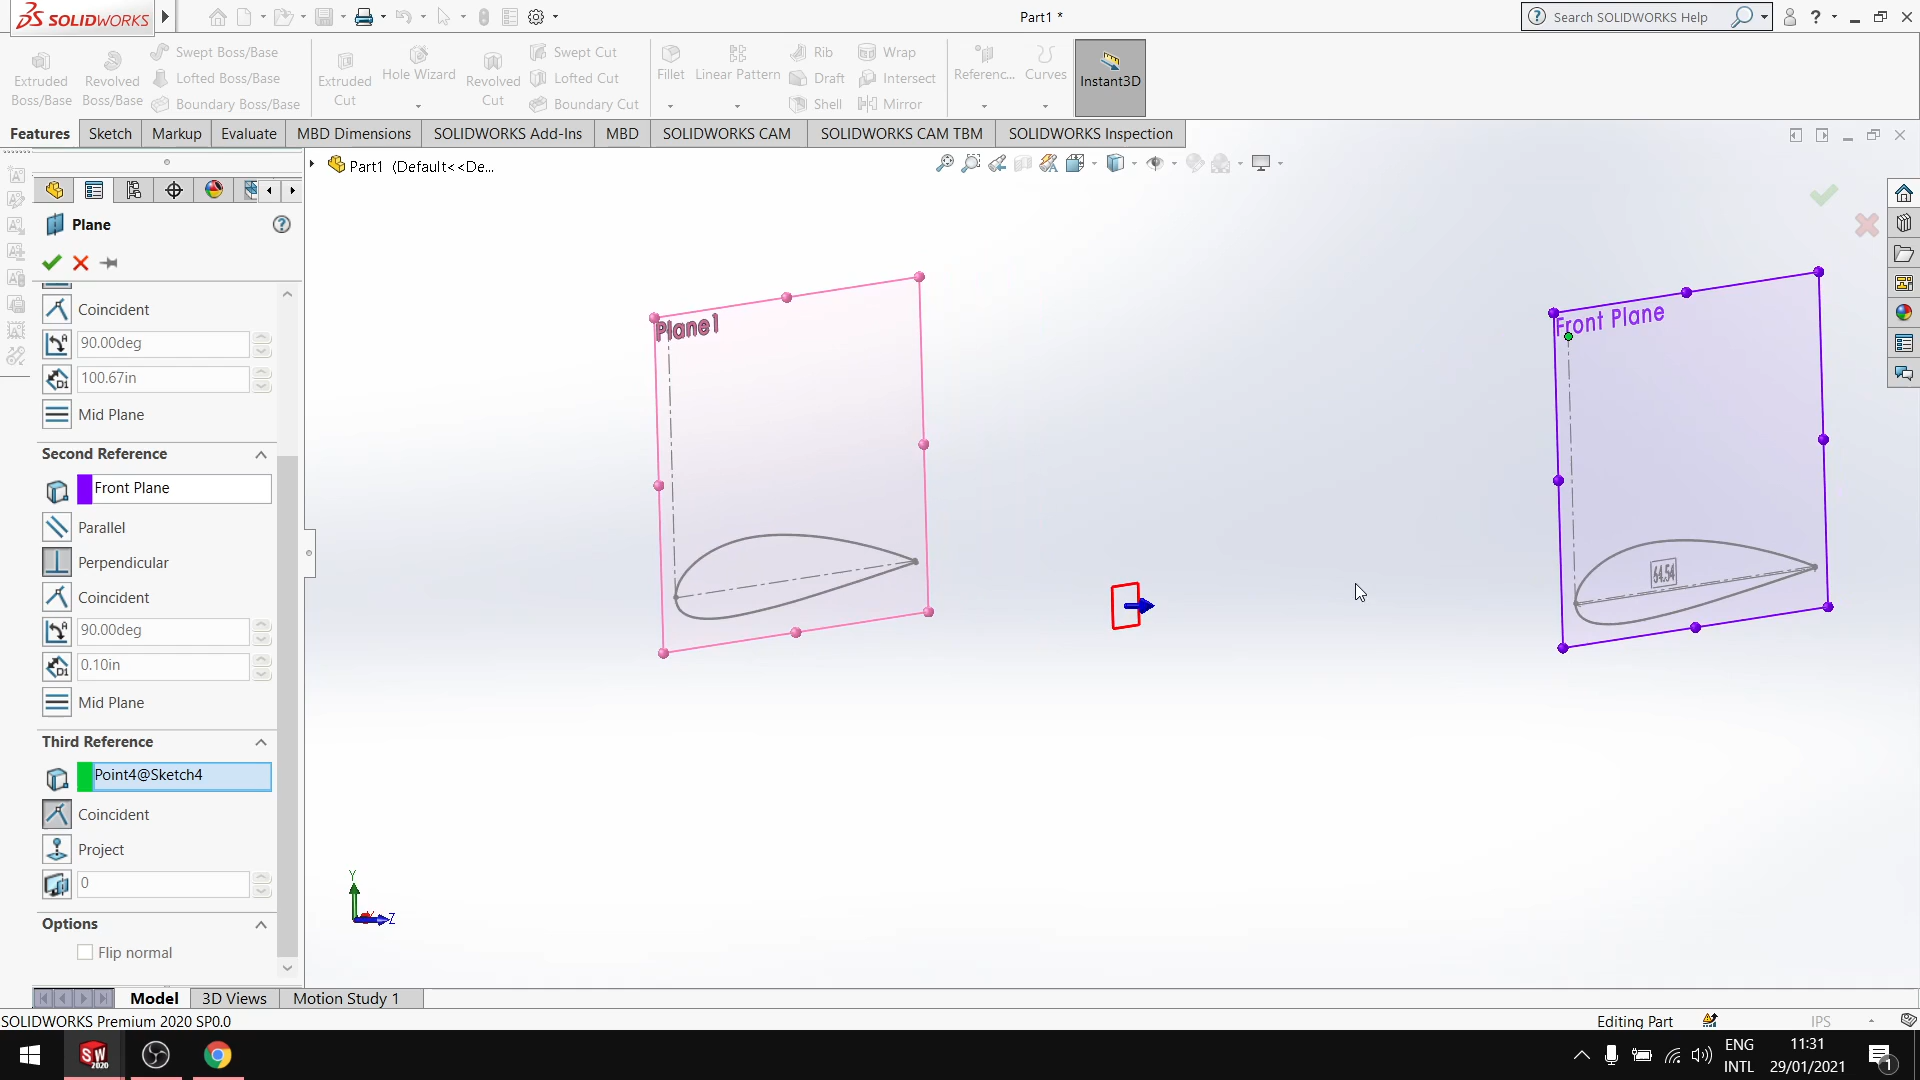 SOLIDWORKS
Part1 *
Search SOLIDWORKS Help
Extruded Boss/Base
Revolved Boss/Base
Swept Boss/Base
Lofted Boss/Base
Boundary Boss/Base
Extruded Cut
Hole Wizard
Revolved Cut
Swept Cut
Lofted Cut
Boundary Cut
Fillet
Linear Pattern
Rib
Draft
Shell
Wrap
Intersect
Mirror
Referenc...
Curves
Instant3D
Features
Sketch
Markup
Evaluate
MBD Dimensions
SOLIDWORKS Add-Ins
MBD
SOLIDWORKS CAM
SOLIDWORKS CAM TBM
SOLIDWORKS Inspection
Part1 (Default<<De...
Plane
Coincident
90.00deg
100.67in
Mid Plane
Second Reference
Front Plane
Parallel
Perpendicular
Coincident
90.00deg
0.10in
Mid Plane
Third Reference
Point4@Sketch4
Coincident
Project
0
Options
Flip normal
Plane1
Front Plane
64.54
Y
Z
Model
3D Views
Motion Study 1
SOLIDWORKS Premium 2020 SP0.0
Editing Part
IPS
SW
2020
ENG
INTL
11:31
29/01/2021
1